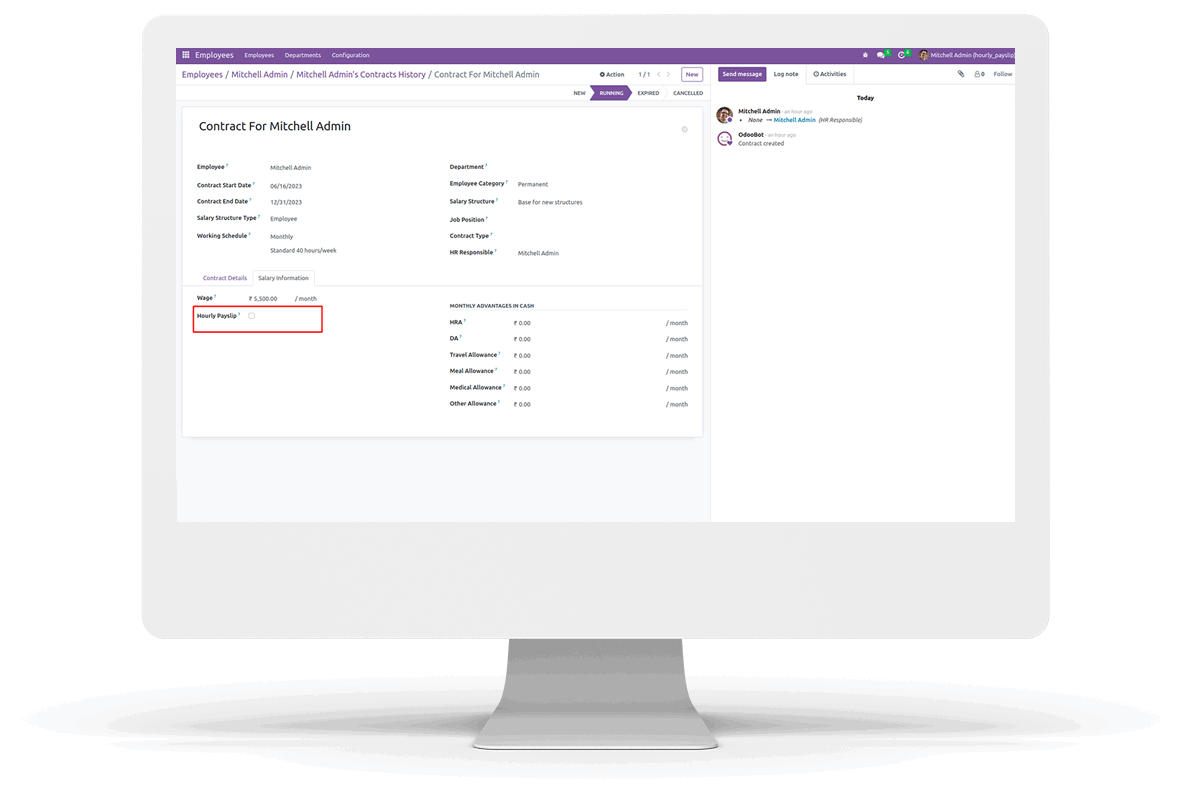 Employees Employees Departments Configuration 5 6 Mitchell Admin (hourly_payslip)
Employees / Mitchell Admin / Mitchell Admin's Contracts History / Contract For Mitchell Admin Action 1 / 1 New
NEW RUNNING EXPIRED CANCELLED
Contract For Mitchell Admin
Employee ? Mitchell Admin
Contract Start Date ? 06/16/2023
Contract End Date ? 12/31/2023
Salary Structure Type ? Employee
Working Schedule ? Monthly
Standard 40 hours/week
Department ?
Employee Category ? Permanent
Salary Structure ? Base for new structures
Job Position ?
Contract Type ?
HR Responsible ? Mitchell Admin
Contract Details Salary Information
Wage ? ₹ 5,500.00 / month
Hourly Payslip ?
MONTHLY ADVANTAGES IN CASH
HRA ? ₹ 0.00 / month
DA ? ₹ 0.00 / month
Travel Allowance ? ₹ 0.00 / month
Meal Allowance ? ₹ 0.00 / month
Medical Allowance ? ₹ 0.00 / month
Other Allowance ? ₹ 0.00 / month
Send message Log note Activities 0 Follow
Today
Mitchell Admin - an hour ago
• None → Mitchell Admin (HR Responsible)
OdooBot - an hour ago
Contract created